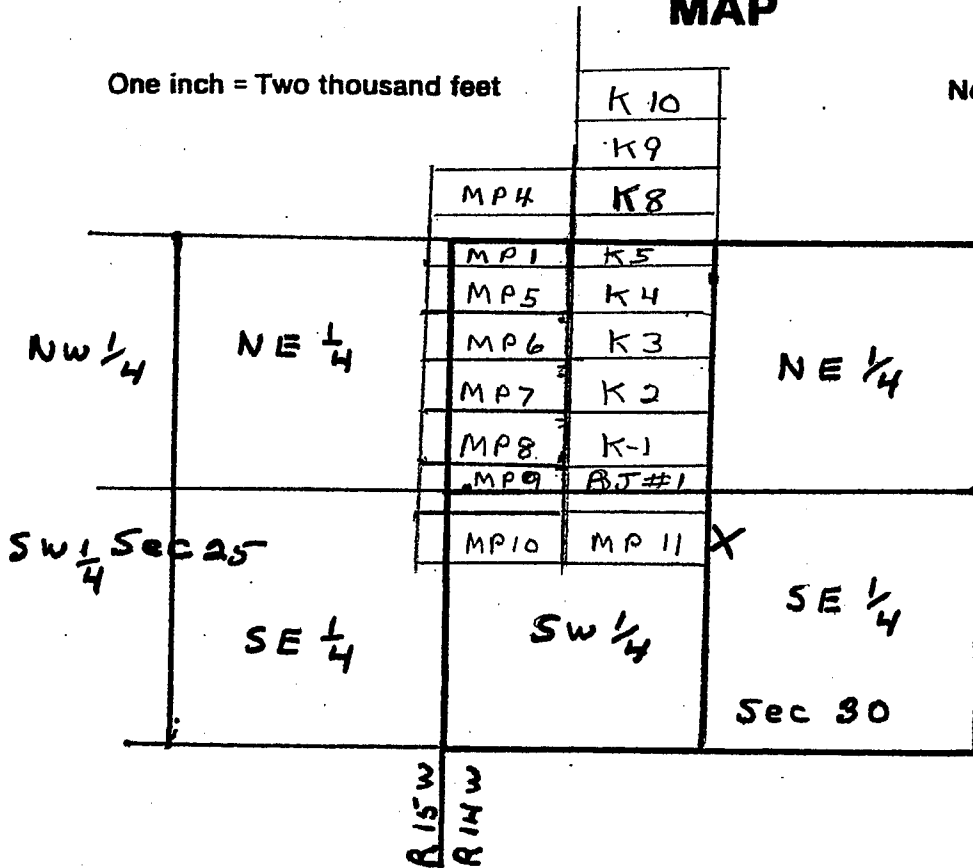 MAP
One inch = Two thousand feet
K 10
K9
MP4 K8
MP1 K5
MP5 K4
NW 1/4 NE 1/4 MP6 K3 NE 1/4
MP7 K2
MP8 K-1
MP9 BJ#1
SW 1/4 Sec 25 MP10 MP 11 X
SE 1/4 SW 1/4 SE 1/4
Sec 30
R 15 W
R 14 W